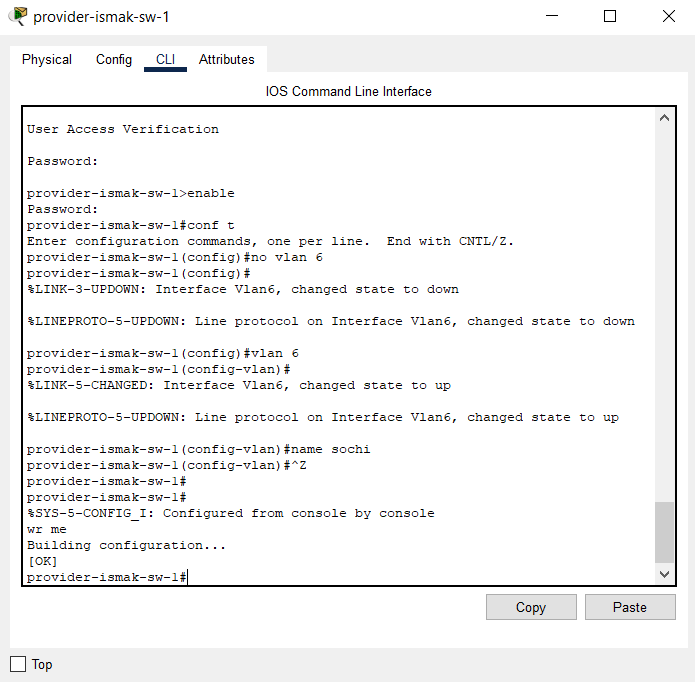 provider-ismak-sw-1
Physical Config CLI Attributes
IOS Command Line Interface
User Access Verification
Password:
provider-ismak-sw-1>enable
Password:
provider-ismak-sw-1#conf t
Enter configuration commands, one per line.  End with CNTL/Z.
provider-ismak-sw-1(config)#no vlan 6
provider-ismak-sw-1(config)#
%LINK-3-UPDOWN: Interface Vlan6, changed state to down
%LINEPROTO-5-UPDOWN: Line protocol on Interface Vlan6, changed state to down
provider-ismak-sw-1(config)#vlan 6
provider-ismak-sw-1(config-vlan)#
%LINK-5-CHANGED: Interface Vlan6, changed state to up
%LINEPROTO-5-UPDOWN: Line protocol on Interface Vlan6, changed state to up
provider-ismak-sw-1(config-vlan)#name sochi
provider-ismak-sw-1(config-vlan)#^Z
provider-ismak-sw-1#
provider-ismak-sw-1#
%SYS-5-CONFIG_I: Configured from console by console
wr me
Building configuration...
[OK]
provider-ismak-sw-1#
Copy Paste
Top